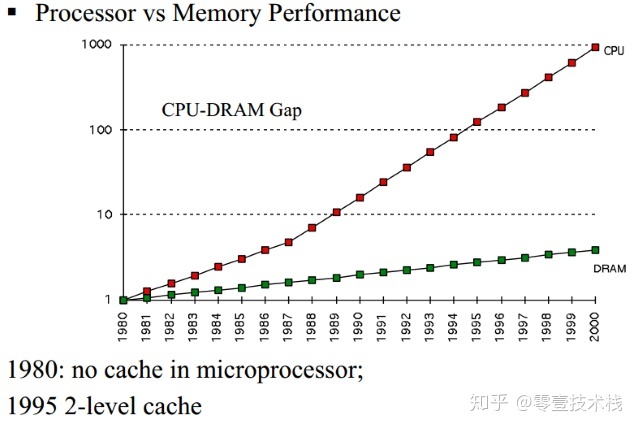 ▪ Processor vs Memory Performance
1000
CPU
CPU-DRAM Gap
100
10
DRAM
1
1980 1981 1982 1983 1984 1985 1986 1987 1988 1989 1990 1991 1992 1993 1994 1995 1996 1997 1998 1999 2000
1980: no cache in microprocessor;
1995 2-level cache
知乎 @零壹技术栈